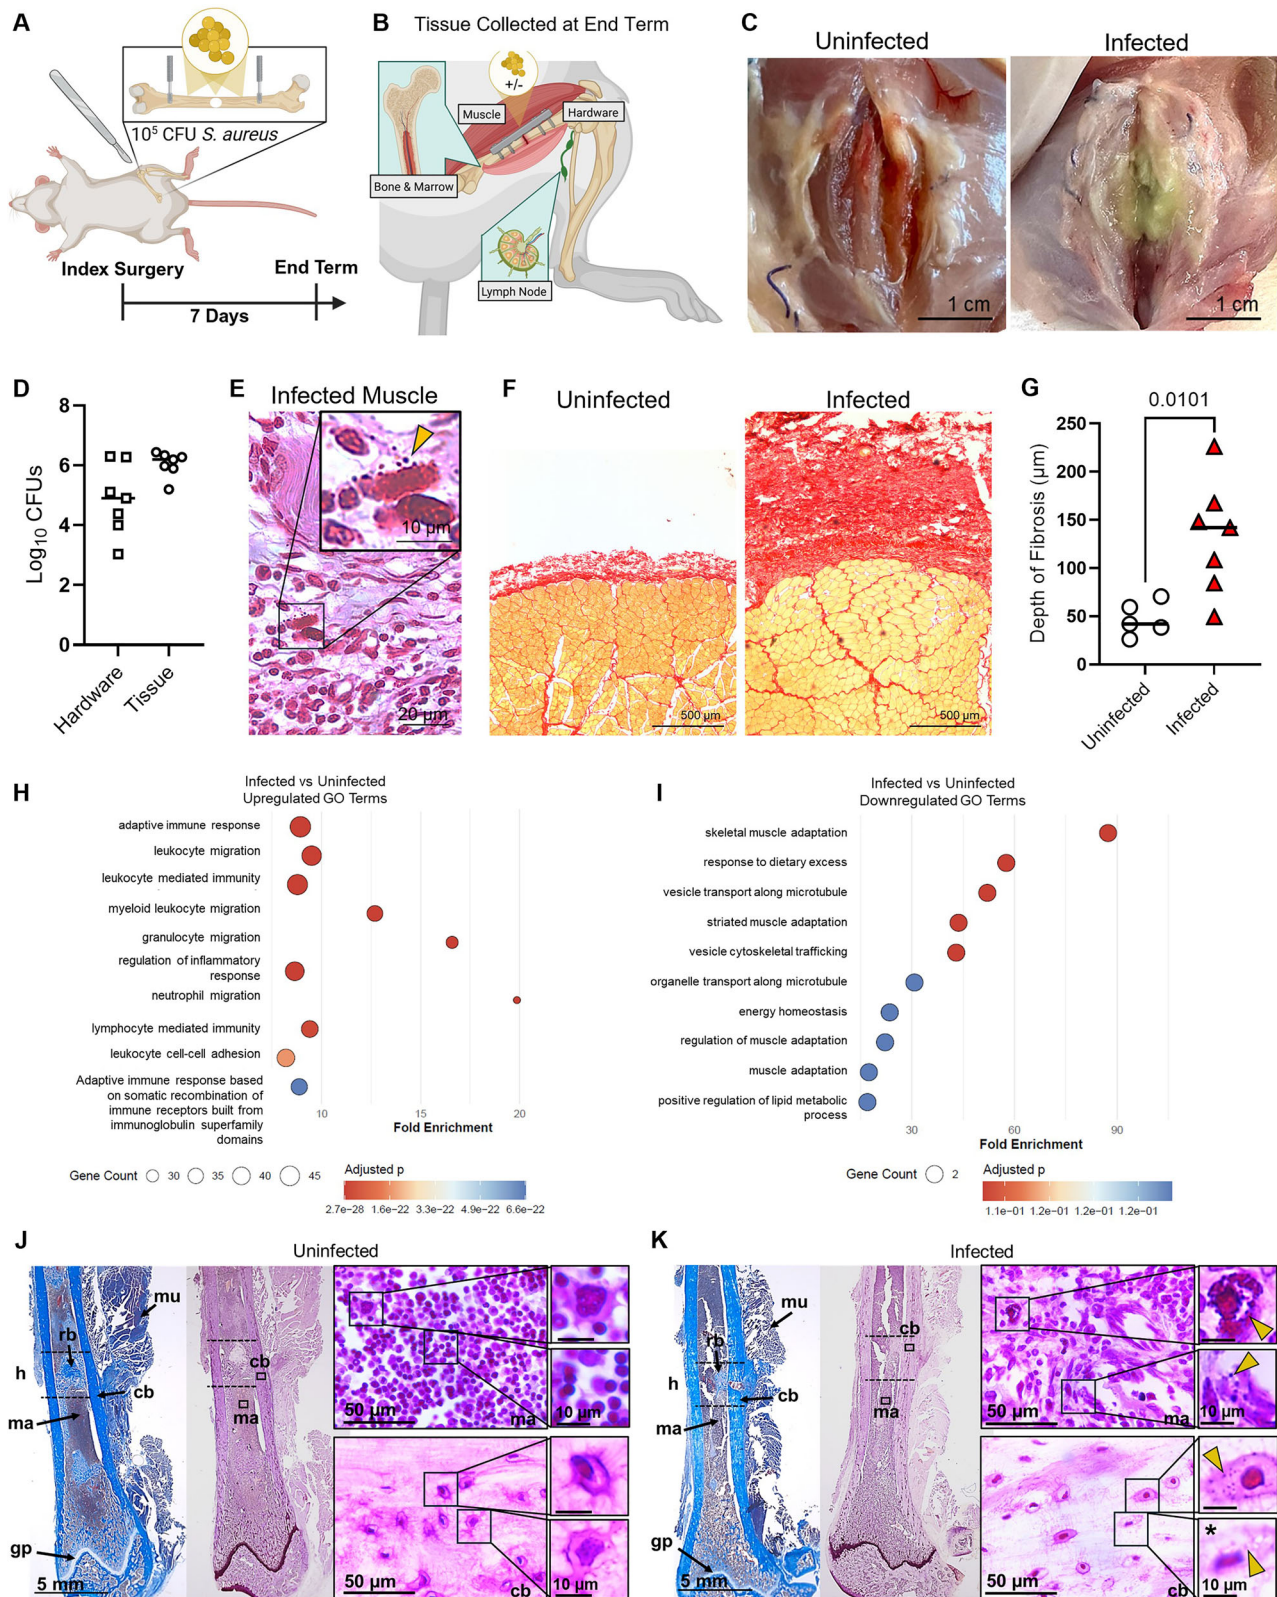 A
10⁵ CFU S. aureus
Index Surgery
End Term
7 Days
B
Tissue Collected at End Term
+/-
Muscle
Hardware
Bone & Marrow
Lymph Node
C
Uninfected
Infected
1 cm
1 cm
D
8
6
4
2
0
Log₁₀ CFUs
Hardware
Tissue
E
Infected Muscle
10 µm
20 µm
F
Uninfected
Infected
500 µm
500 µm
G
0.0101
250
200
150
100
50
0
Depth of Fibrosis (µm)
Uninfected
Infected
H
Infected vs Uninfected
Upregulated GO Terms
adaptive immune response
leukocyte migration
leukocyte mediated immunity
myeloid leukocyte migration
granulocyte migration
regulation of inflammatory
response
neutrophil migration
lymphocyte mediated immunity
leukocyte cell-cell adhesion
Adaptive immune response based
on somatic recombination of
immune receptors built from
immunoglobulin superfamily
domains
10
15
20
Fold Enrichment
Gene Count
30
35
40
45
Adjusted p
2.7e-28
1.6e-22
3.3e-22
4.9e-22
6.6e-22
I
Infected vs Uninfected
Downregulated GO Terms
skeletal muscle adaptation
response to dietary excess
vesicle transport along microtubule
striated muscle adaptation
vesicle cytoskeletal trafficking
organelle transport along microtubule
energy homeostasis
regulation of muscle adaptation
muscle adaptation
positive regulation of lipid metabolic
process
30
60
90
Fold Enrichment
Gene Count
2
Adjusted p
1.1e-01
1.2e-01
1.2e-01
1.2e-01
J
Uninfected
mu
rb
h
cb
ma
gp
5 mm
cb
ma
50 µm
ma
10 µm
50 µm
cb
10 µm
K
Infected
mu
rb
h
cb
ma
gp
5 mm
cb
ma
50 µm
ma
10 µm
50 µm
cb
*
10 µm